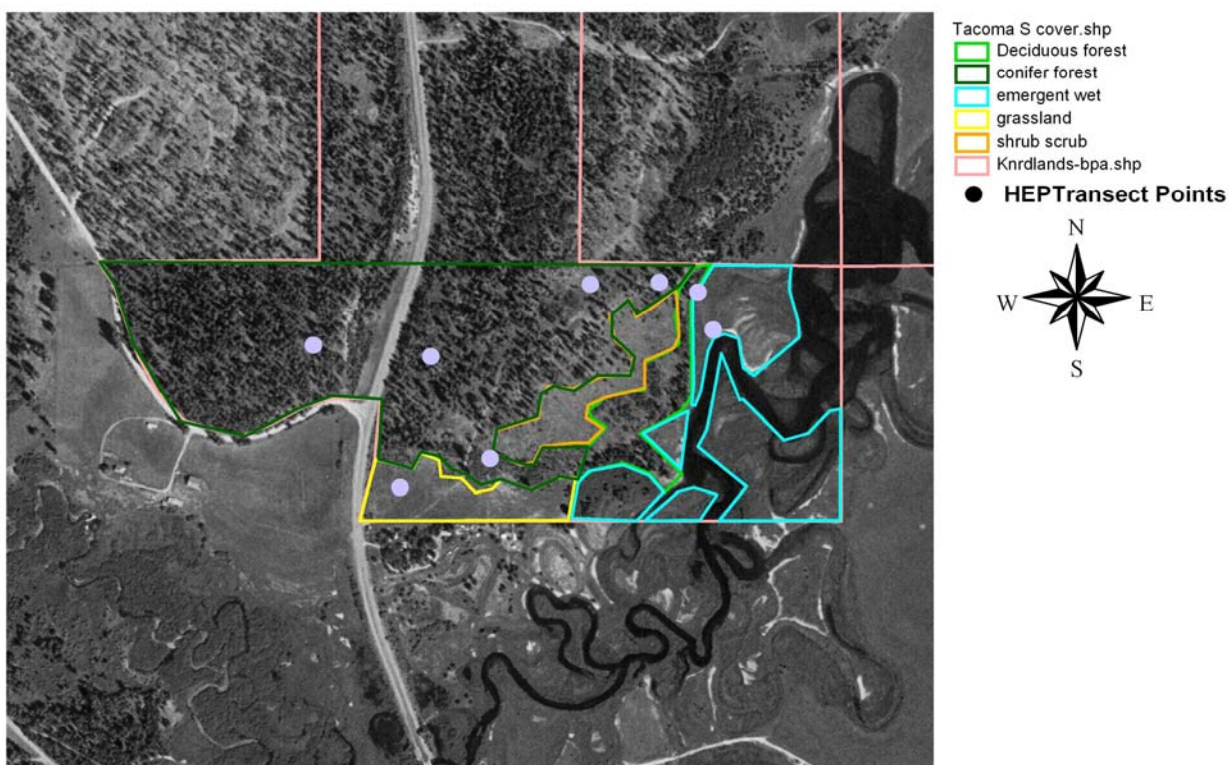 Tacoma S cover.shp
Deciduous forest
conifer forest
emergent wet
grassland
shrub scrub
Knrdlands-bpa.shp
HEPTransect Points
N
W E
S